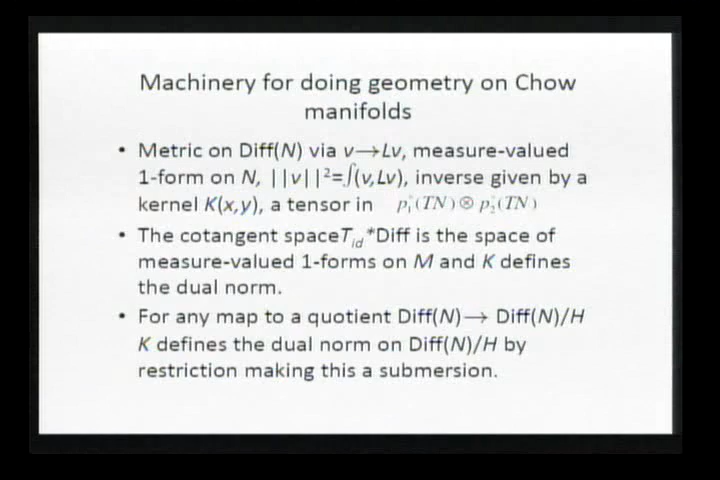 Machinery for doing geometry on Chow
manifolds
• Metric on Diff(N) via v→Lv, measure-valued
1-form on N, ||v||²=∫(v,Lv), inverse given by a
kernel K(x,y), a tensor in p₁*(TN)⊗p₂*(TN)
• The cotangent spaceT_id*Diff is the space of
measure-valued 1-forms on M and K defines
the dual norm.
• For any map to a quotient Diff(N)→ Diff(N)/H
K defines the dual norm on Diff(N)/H by
restriction making this a submersion.